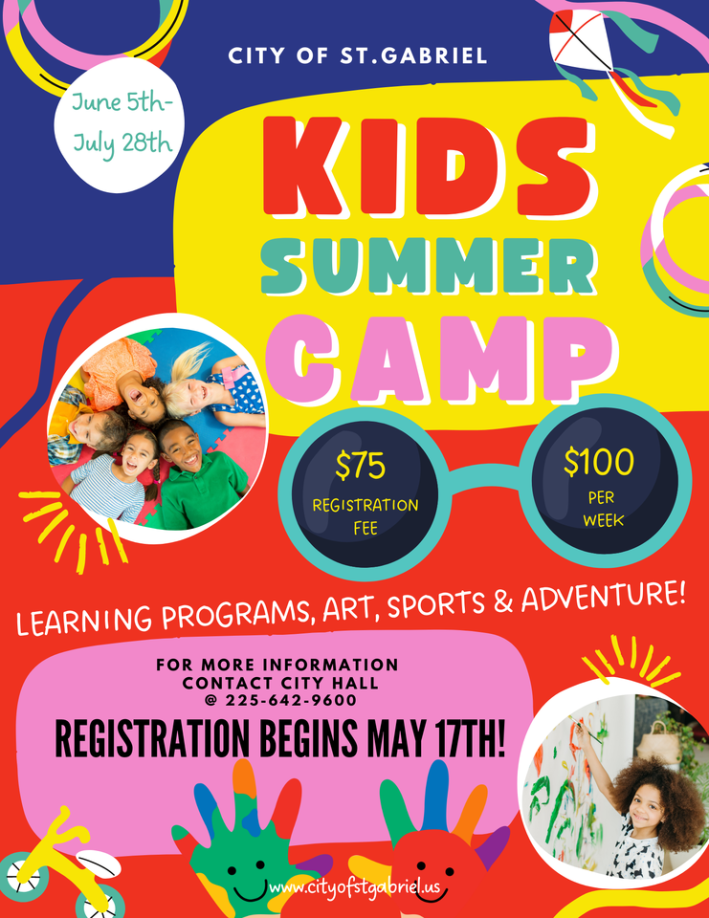 CITY OF ST.GABRIEL
June 5th-
July 28th
KIDS
SUMMER
CAMP
$75
REGISTRATION
FEE
$100
PER
WEEK
LEARNING PROGRAMS, ART, SPORTS & ADVENTURE!
FOR MORE INFORMATION
CONTACT CITY HALL
@ 225-642-9600
REGISTRATION BEGINS MAY 17TH!
www.cityofstgabriel.us